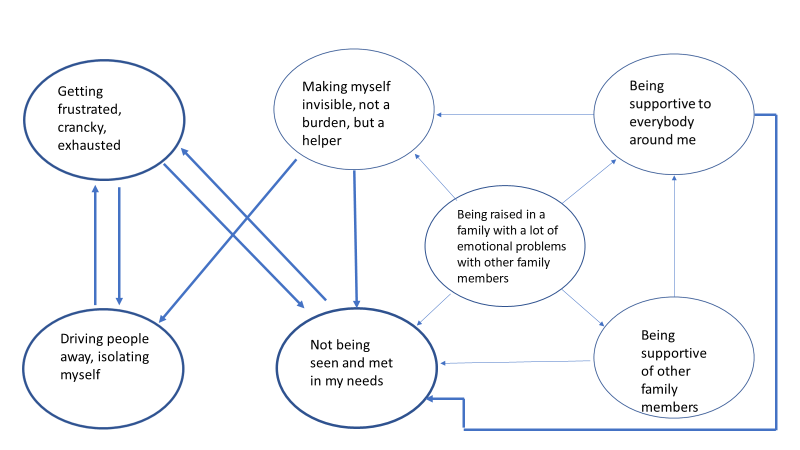 Getting
frustrated,
crancky,
exhausted
Making myself
invisible, not a
burden, but a
helper
Being
supportive to
everybody
around me
Being raised in a
family with a lot of
emotional problems
with other family
members
Driving people
away, isolating
myself
Not being
seen and met
in my needs
Being
supportive
of other
family
members